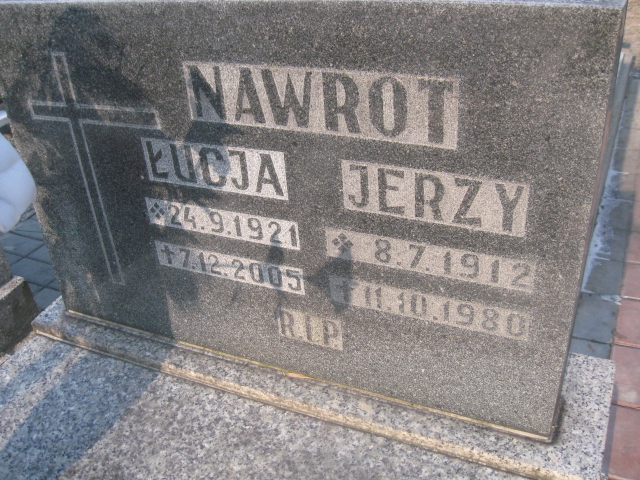 NAWROT
ŁUCJA
* 24.9.1921
†7.12.2005
JERZY
* 8.7.1912
†11.10.1980
R.I.P.